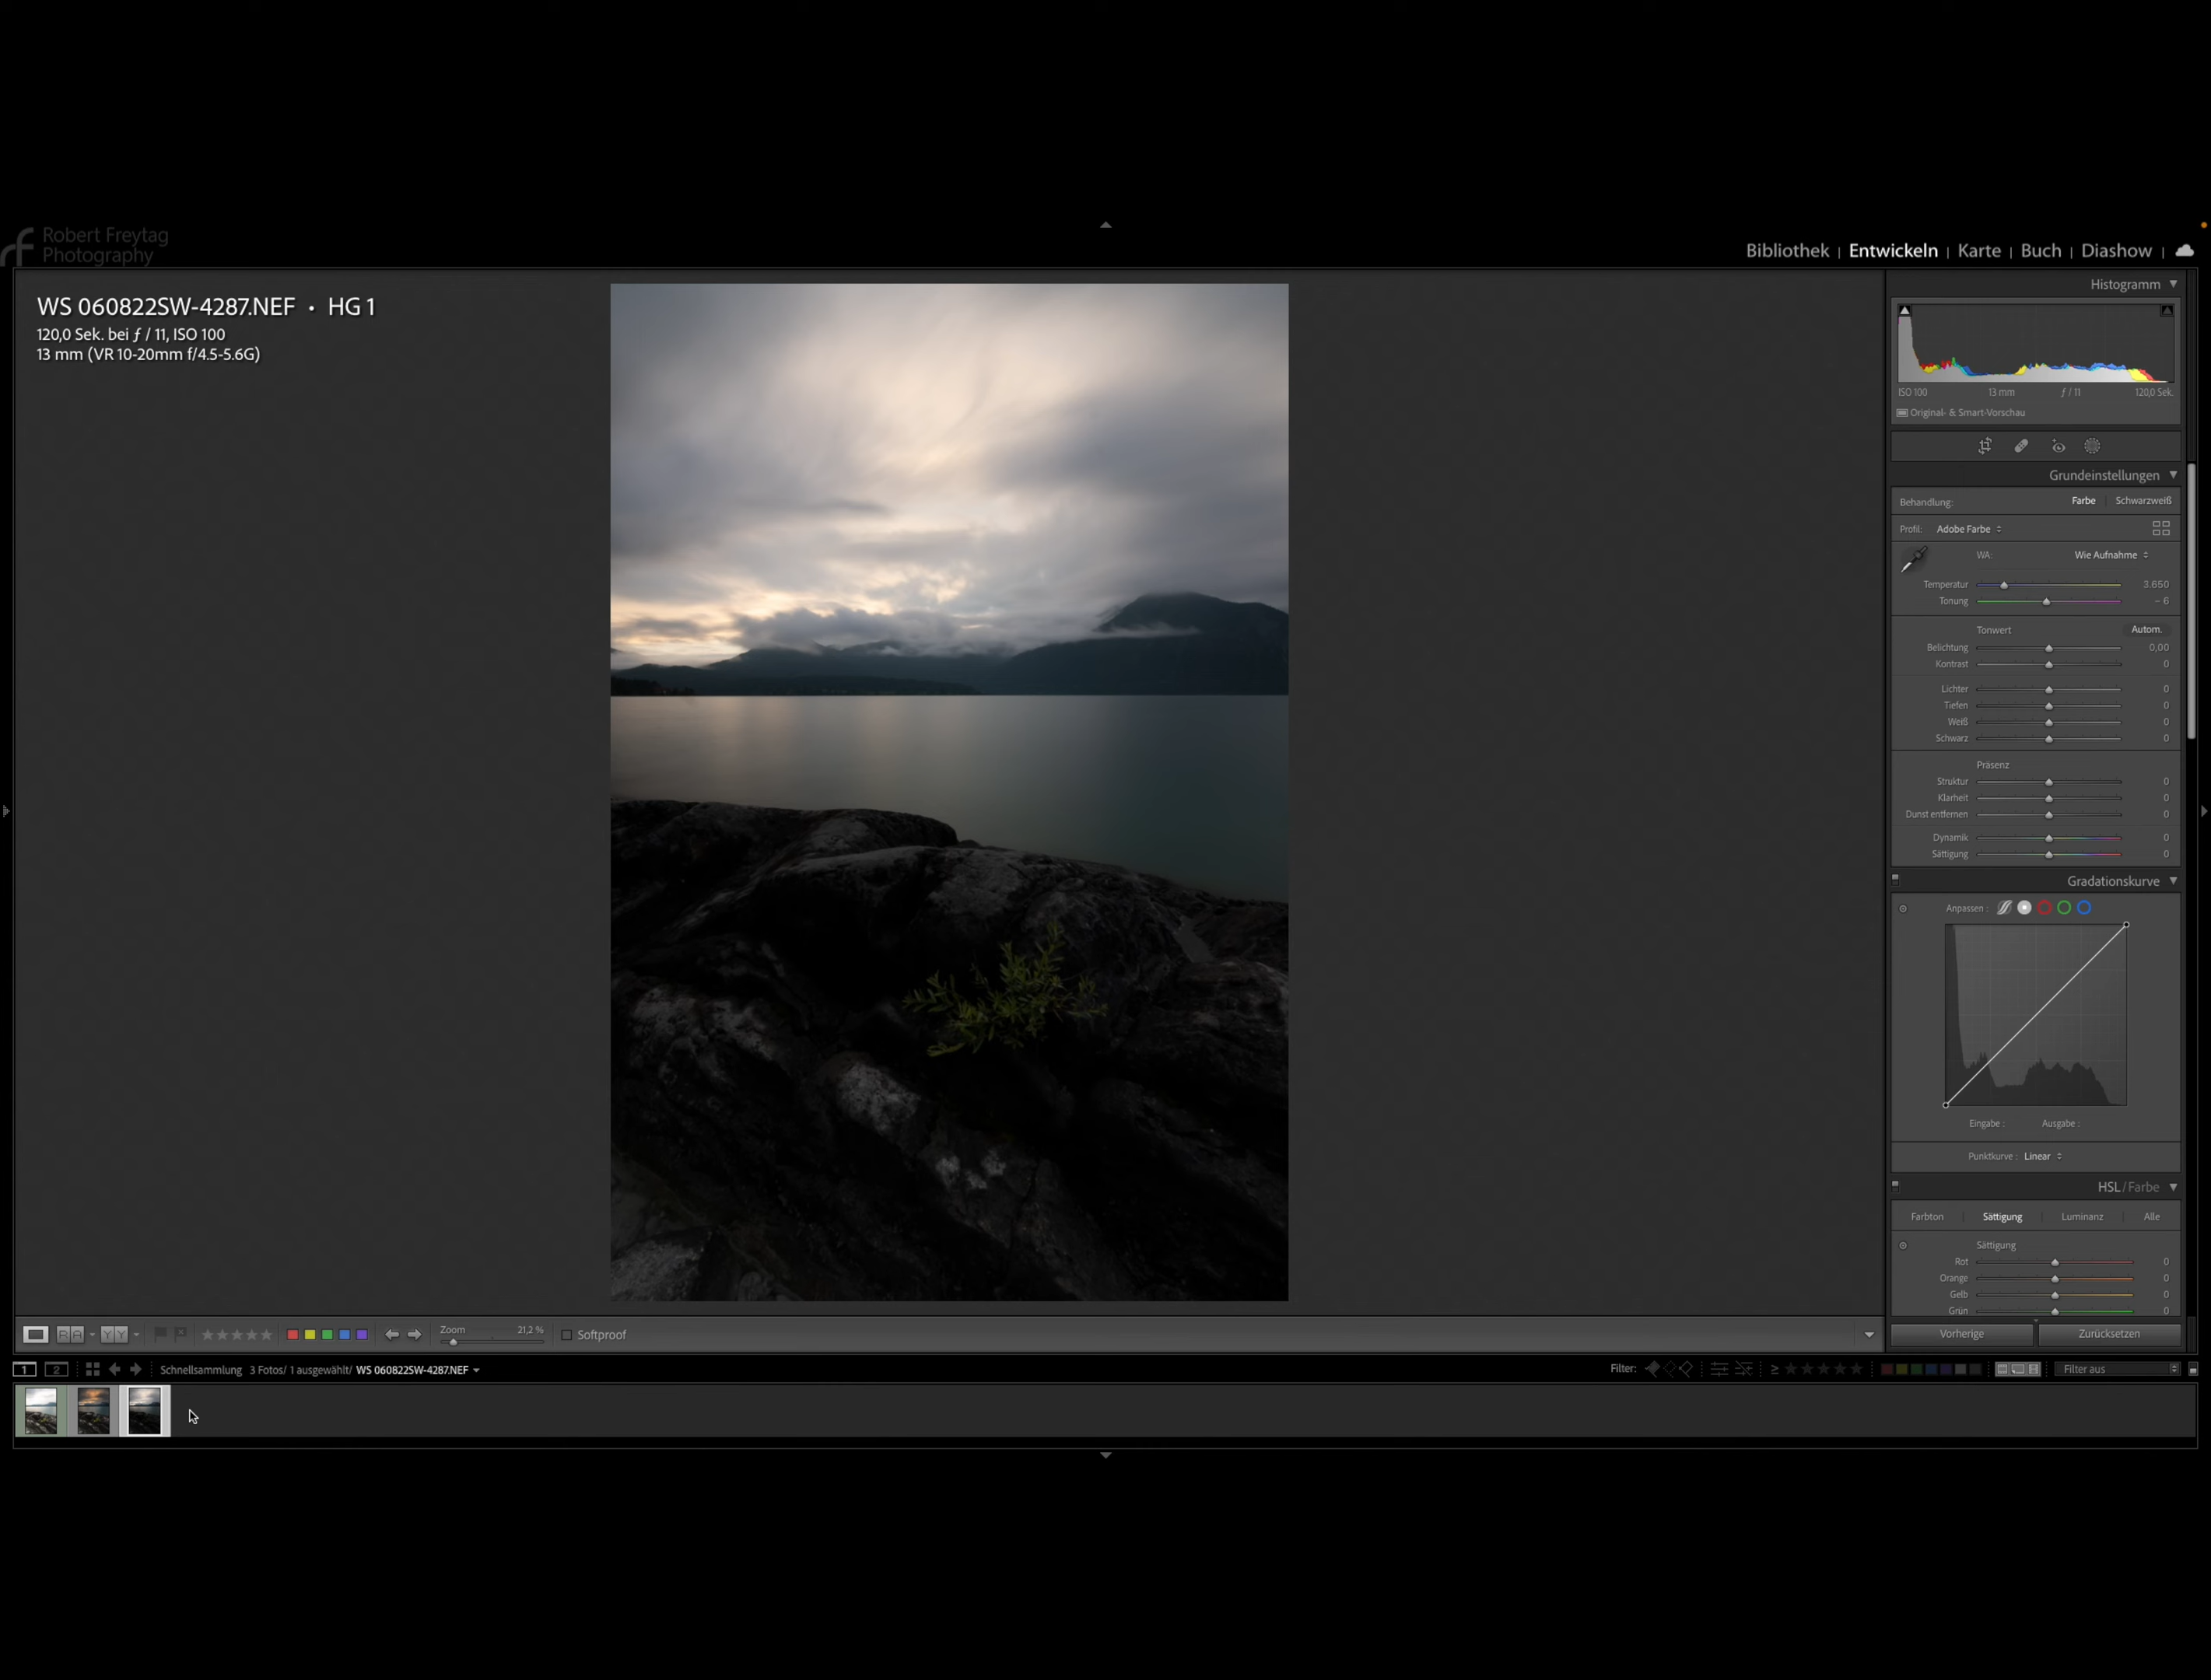 Robert Freytag
Photography
Bibliothek | Entwickeln | Karte | Buch | Diashow |
WS 060822SW-4287.NEF • HG 1
120,0 Sek. bei ƒ / 11, ISO 100
13 mm (VR 10-20mm f/4.5-5.6G)
Histogramm
ISO 100 13 mm ƒ / 11 120,0 Sek.
Original- & Smart-Vorschau
Grundeinstellungen
Behandlung: Farbe | Schwarzweiß
Profil: Adobe Farbe
WA: Wie Aufnahme
Temperatur 3.650
Tonung – 6
Tonwert Autom.
Belichtung 0,00
Kontrast 0
Lichter 0
Tiefen 0
Weiß 0
Schwarz 0
Präsenz
Struktur 0
Klarheit 0
Dunst entfernen 0
Dynamik 0
Sättigung 0
Gradationskurve
Anpassen :
Eingabe : Ausgabe :
Punktkurve : Linear
HSL / Farbe
Farbton | Sättigung | Luminanz | Alle
Sättigung
Rot 0
Orange 0
Gelb 0
Grün 0
Vorherige Zurücksetzen
R A Y Y Zoom 21,2 % Softproof
1 2 Schnellsammlung 3 Fotos/ 1 ausgewählt/ WS 060822SW-4287.NEF Filter: ≥ Filter aus